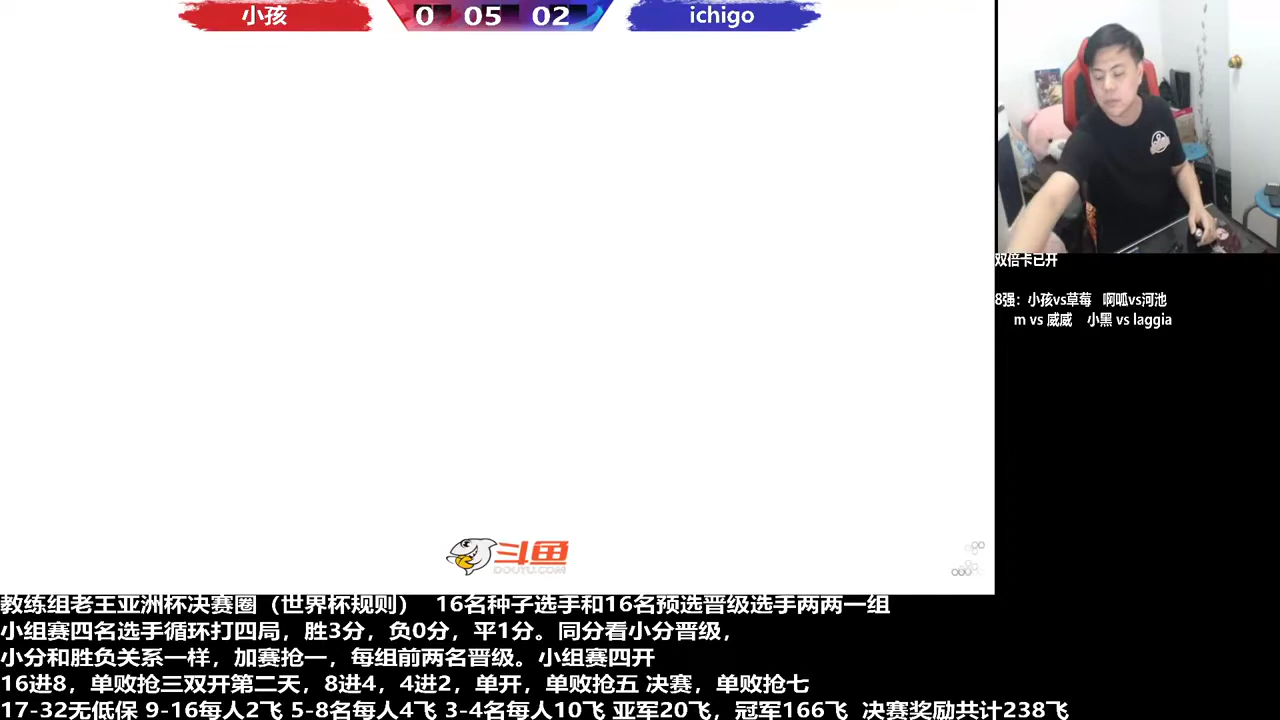 小孩 0 05 02 ichigo
双倍卡已开
8强：小孩vs草莓 啊呱vs河池
m vs 威威 小黑 vs laggia
斗鱼
DOUYU.COM
教练组老王亚洲杯决赛圈（世界杯规则） 16名种子选手和16名预选晋级选手两两一组
小组赛四名选手循环打四局，胜3分，负0分，平1分。同分看小分晋级，
小分和胜负关系一样，加赛抢一，每组前两名晋级。小组赛四开
16进8，单败抢三双开第二天，8进4，4进2，单开，单败抢五 决赛，单败抢七
17-32无低保 9-16每人2飞 5-8名每人4飞 3-4名每人10飞 亚军20飞，冠军166飞 决赛奖励共计238飞